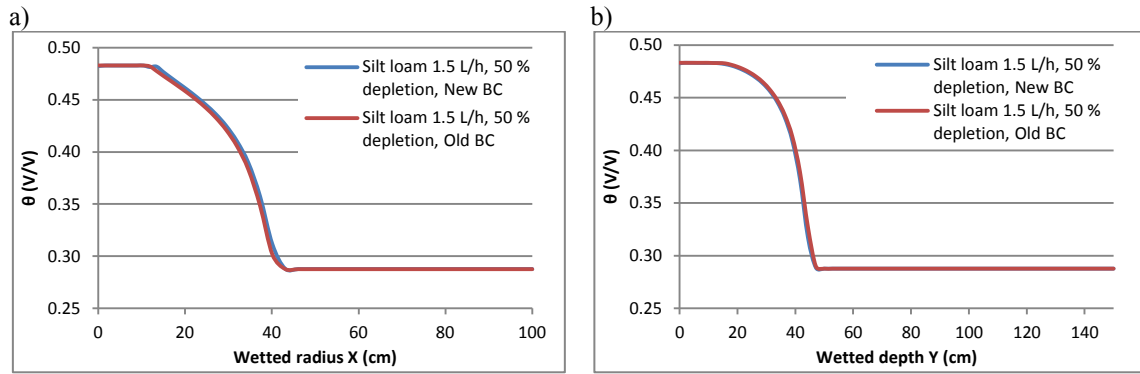 a)
0.50
0.45
0.40
0.35
0.30
0.25
θ (V/V)
0 20 40 60 80 100
Wetted radius X (cm)
Silt loam 1.5 L/h, 50 %
depletion, New BC
Silt loam 1.5 L/h, 50 %
depletion, Old BC
b)
0.50
0.45
0.40
0.35
0.30
0.25
θ (V/V)
0 20 40 60 80 100 120 140
Wetted depth Y (cm)
Silt loam 1.5 L/h, 50 %
depletion, New BC
Silt loam 1.5 L/h, 50 %
depletion, Old BC